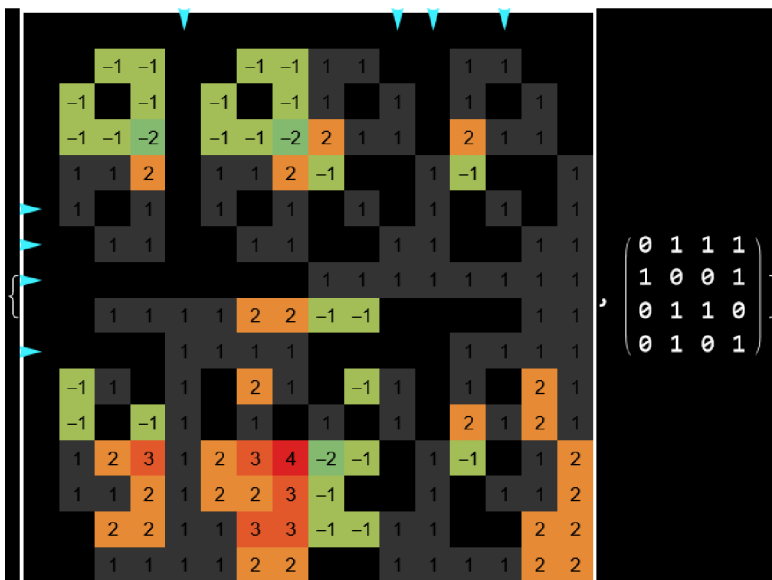 −1 −1 −1 −1 1 1 1 1
−1 −1 −1 −1 1 1 1 1
−1 −1 −2 −1 −1 −2 2 1 1 2 1 1
1 1 2 1 1 2 −1 1 −1 1
1 1 1 1 1 1 1 1
1 1 1 1 1 1 1 1
1 1 1 1 1 1 1 1
1 1 1 1 2 2 −1 −1 1 1
1 1 1 1 1 1 1 1
−1 1 1 2 1 −1 1 1 2 1
−1 −1 1 1 1 1 2 1 2 1
1 2 3 1 2 3 4 −2 −1 1 −1 1 2
1 1 2 1 2 2 3 −1 1 1 1 2
2 2 1 1 3 3 −1 −1 1 1 2 2
1 1 1 1 2 2 1 1 1 1 2 2
{ , }
0 1 1 1
1 0 0 1
0 1 1 0
0 1 0 1